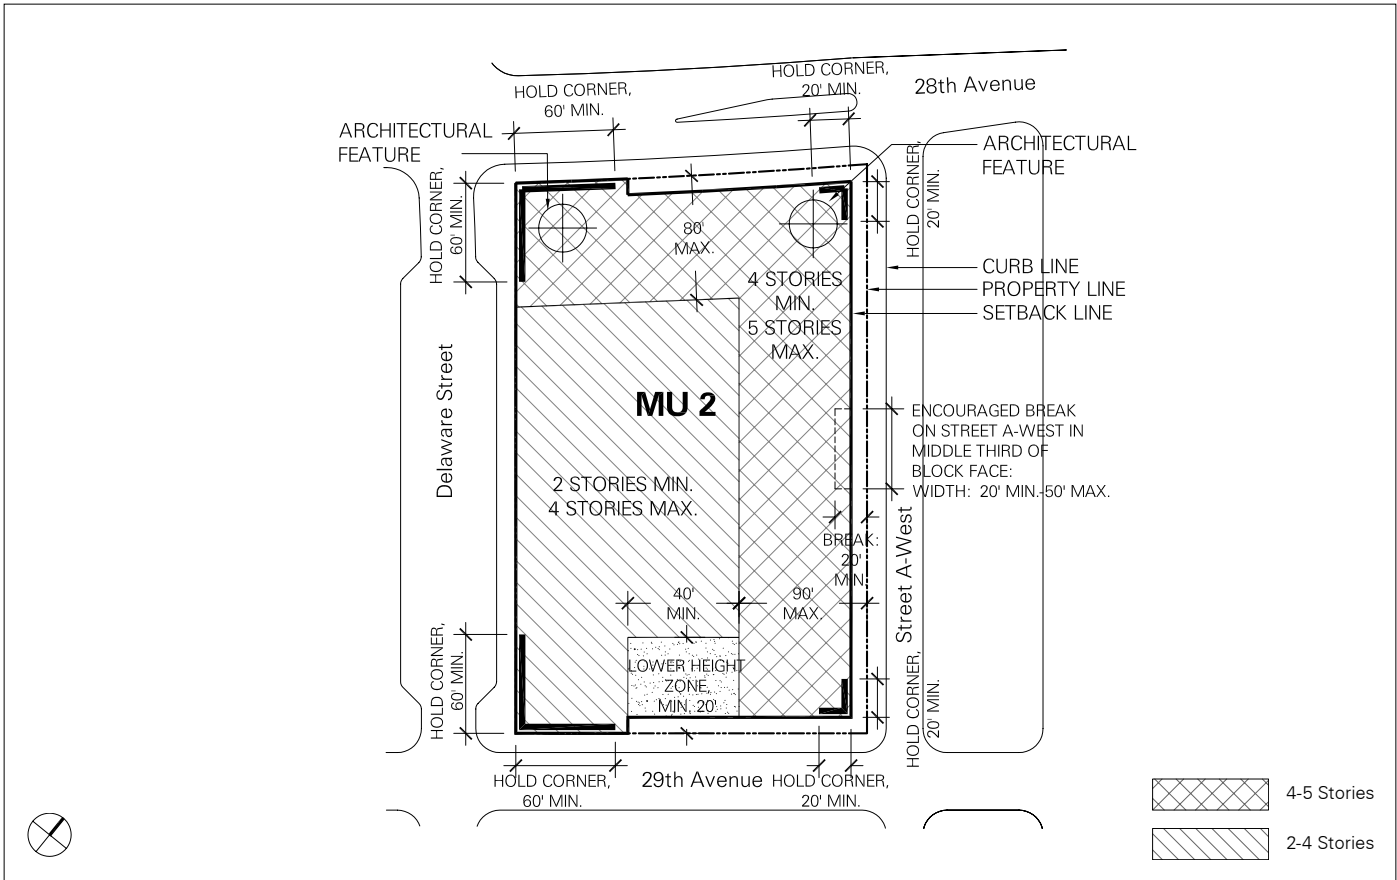 HOLD CORNER,
60' MIN.
HOLD CORNER,
20' MIN.
28th Avenue
ARCHITECTURAL
FEATURE
ARCHITECTURAL
FEATURE
HOLD CORNER,
60' MIN.
HOLD CORNER,
20' MIN.
80'
MAX.
CURB LINE
PROPERTY LINE
SETBACK LINE
4 STORIES
MIN.
5 STORIES
MAX.
Delaware Street
MU 2
ENCOURAGED BREAK
ON STREET A-WEST IN
MIDDLE THIRD OF
BLOCK FACE:
WIDTH: 20' MIN.-50' MAX.
2 STORIES MIN.
4 STORIES MAX.
BREAK:
20'
MIN.
Street A-West
40'
MIN.
90'
MAX.
HOLD CORNER,
60' MIN.
LOWER HEIGHT
ZONE,
MIN. 20'
HOLD CORNER,
20' MIN.
HOLD CORNER,
60' MIN.
29th Avenue
HOLD CORNER,
20' MIN.
4-5 Stories
2-4 Stories